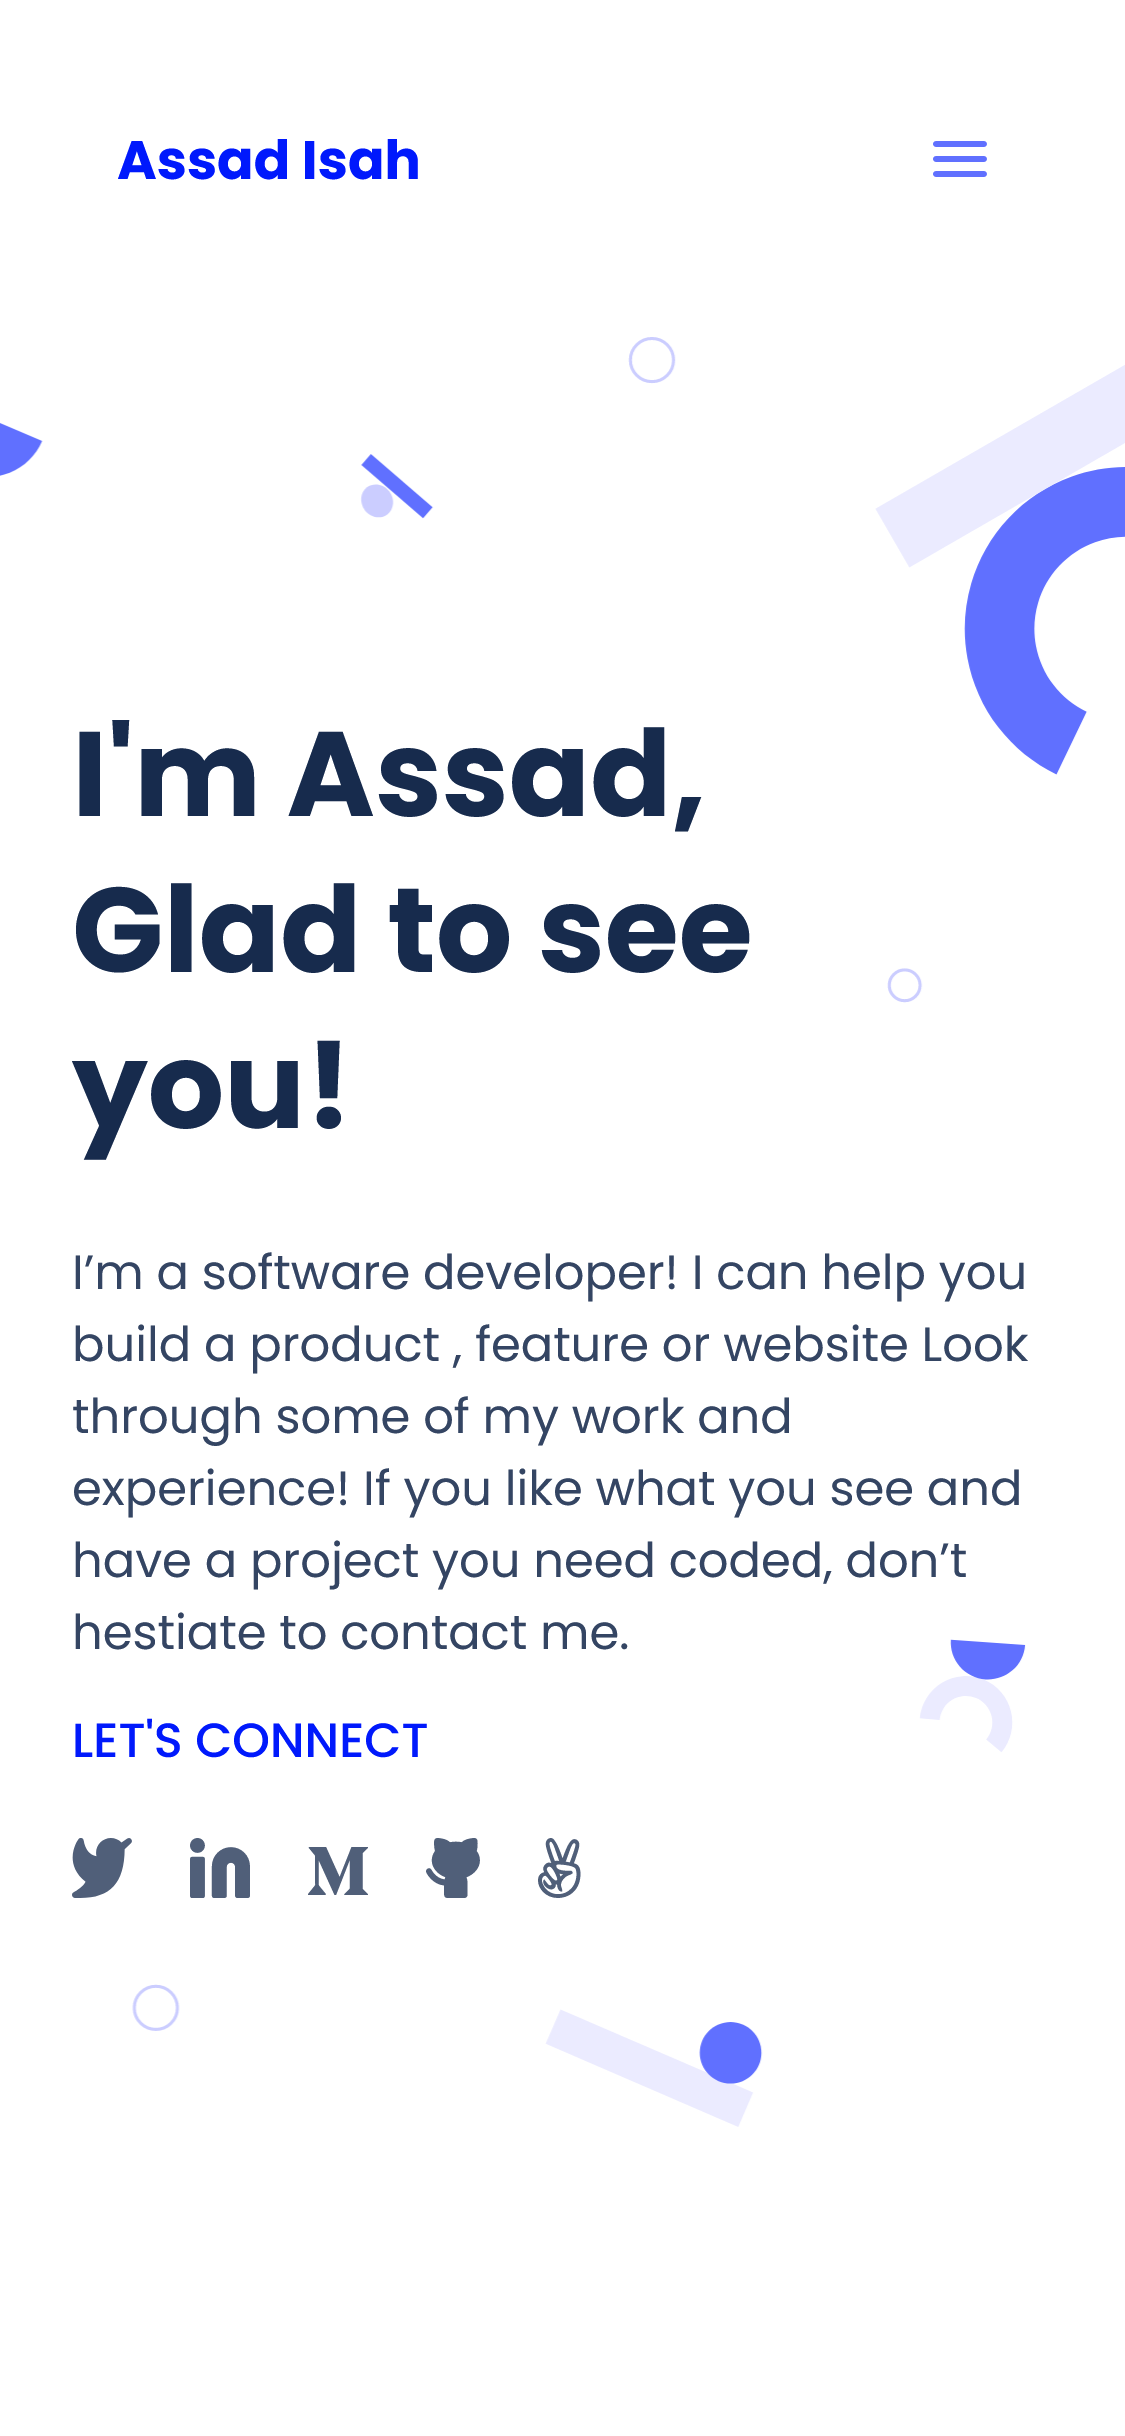 Assad Isah
I'm Assad,
Glad to see
you!
I’m a software developer! I can help you
build a product , feature or website Look
through some of my work and
experience! If you like what you see and
have a project you need coded, don’t
hestiate to contact me.
LET'S CONNECT